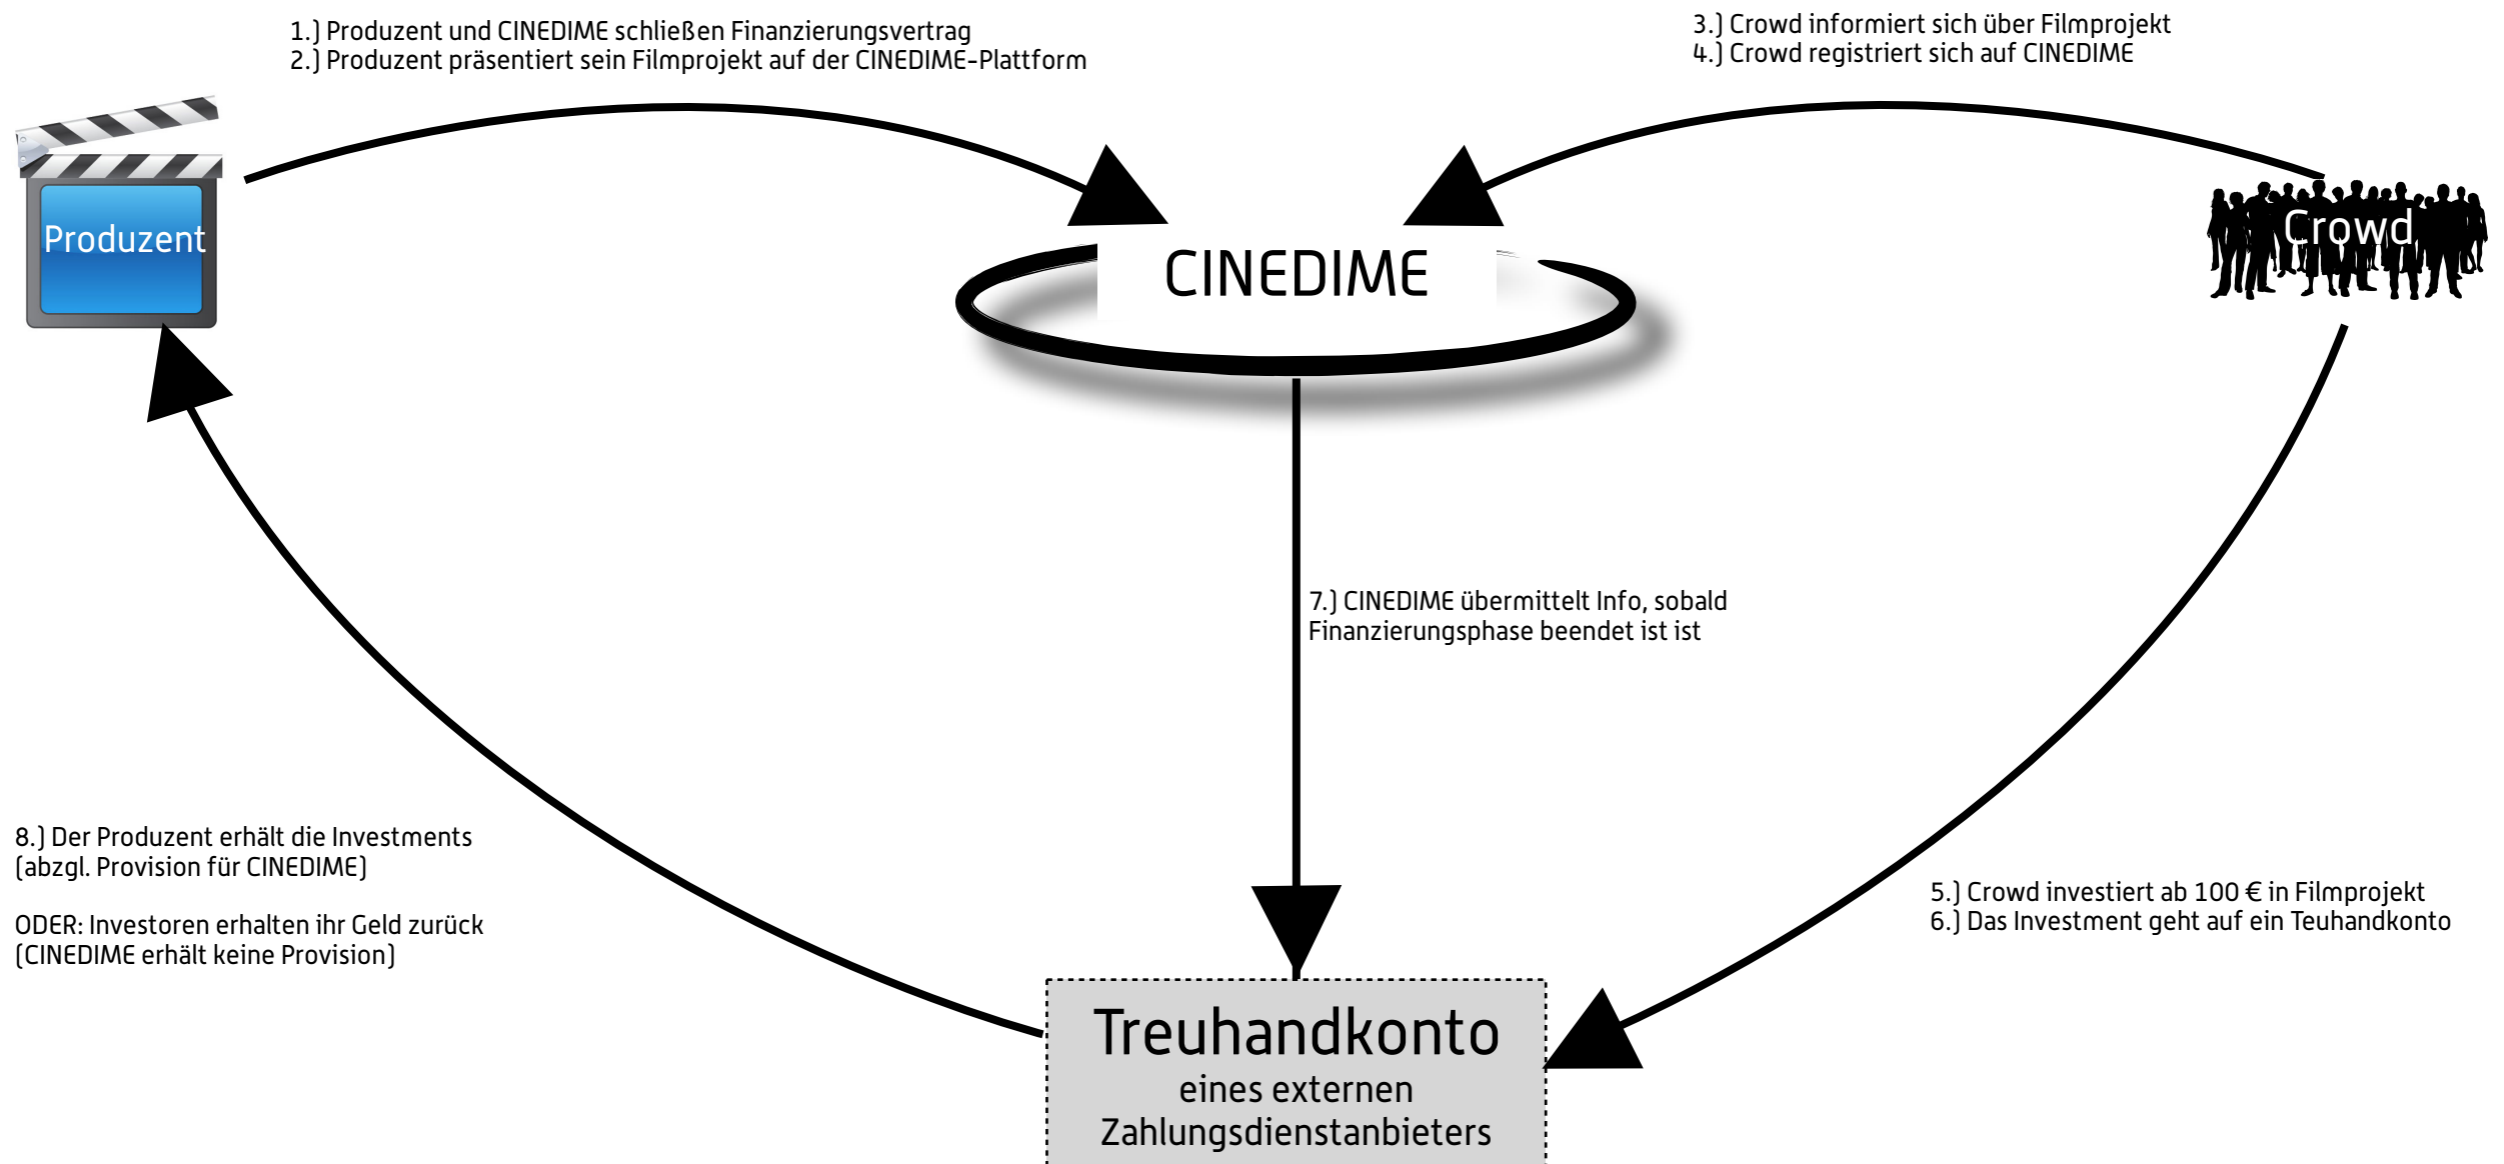 1.) Produzent und CINEDIME schließen Finanzierungsvertrag
2.) Produzent präsentiert sein Filmprojekt auf der CINEDIME-Plattform
3.) Crowd informiert sich über Filmprojekt
4.) Crowd registriert sich auf CINEDIME
Produzent
CINEDIME
Crowd
7.) CINEDIME übermittelt Info, sobald
Finanzierungsphase beendet ist ist
8.) Der Produzent erhält die Investments
(abzgl. Provision für CINEDIME)
ODER: Investoren erhalten ihr Geld zurück
(CINEDIME erhält keine Provision)
5.) Crowd investiert ab 100 € in Filmprojekt
6.) Das Investment geht auf ein Teuhandkonto
Treuhandkonto
eines externen
Zahlungsdienstanbieters